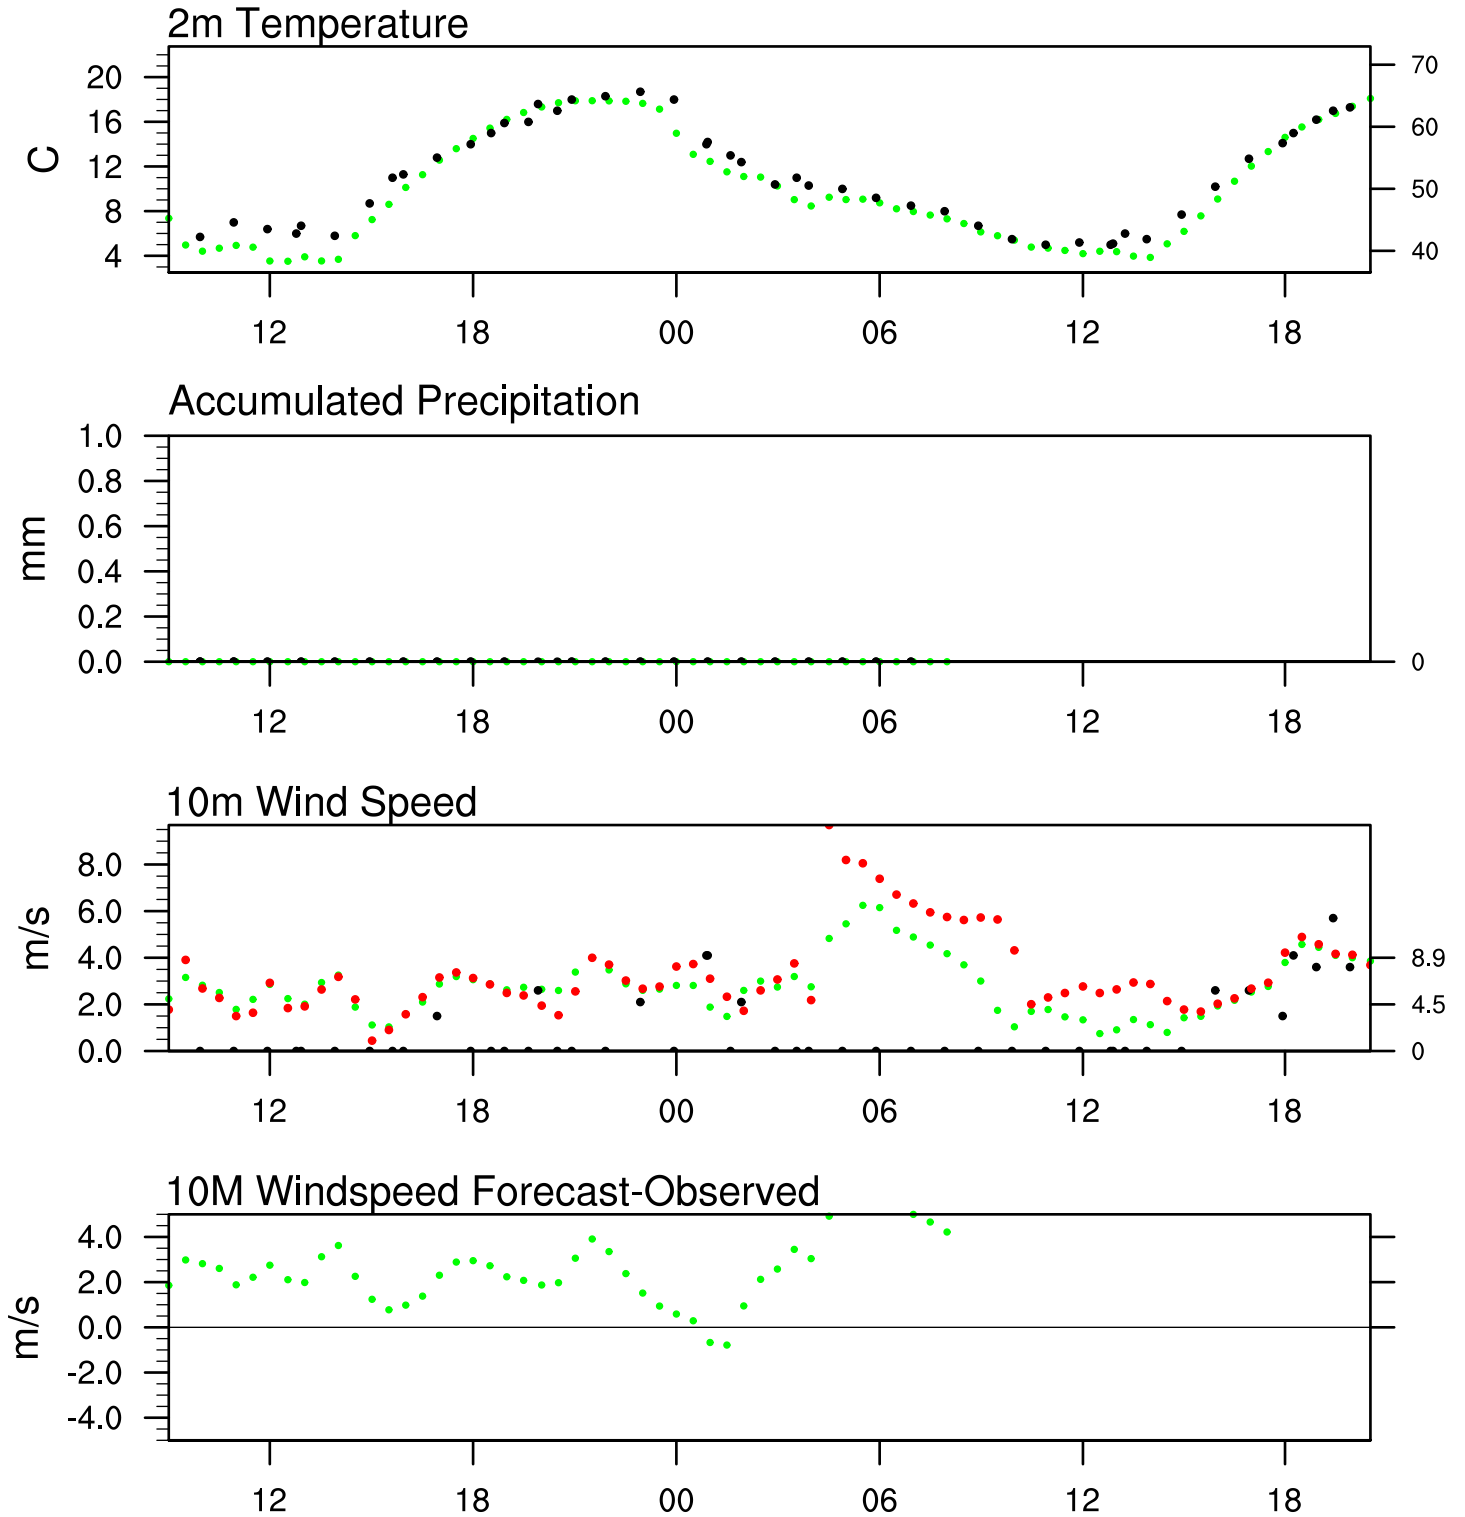 2m Temperature
20 70
16 60
12
8 50
4 40
C
12 18 00 06 12 18
Accumulated Precipitation
1.0
0.8
0.6
0.4
0.2
0.0 0
mm
12 18 00 06 12 18
10m Wind Speed
8.0
6.0
4.0 8.9
2.0 4.5
0.0 0
m/s
12 18 00 06 12 18
10M Windspeed Forecast-Observed
4.0
2.0
0.0
-2.0
-4.0
m/s
12 18 00 06 12 18